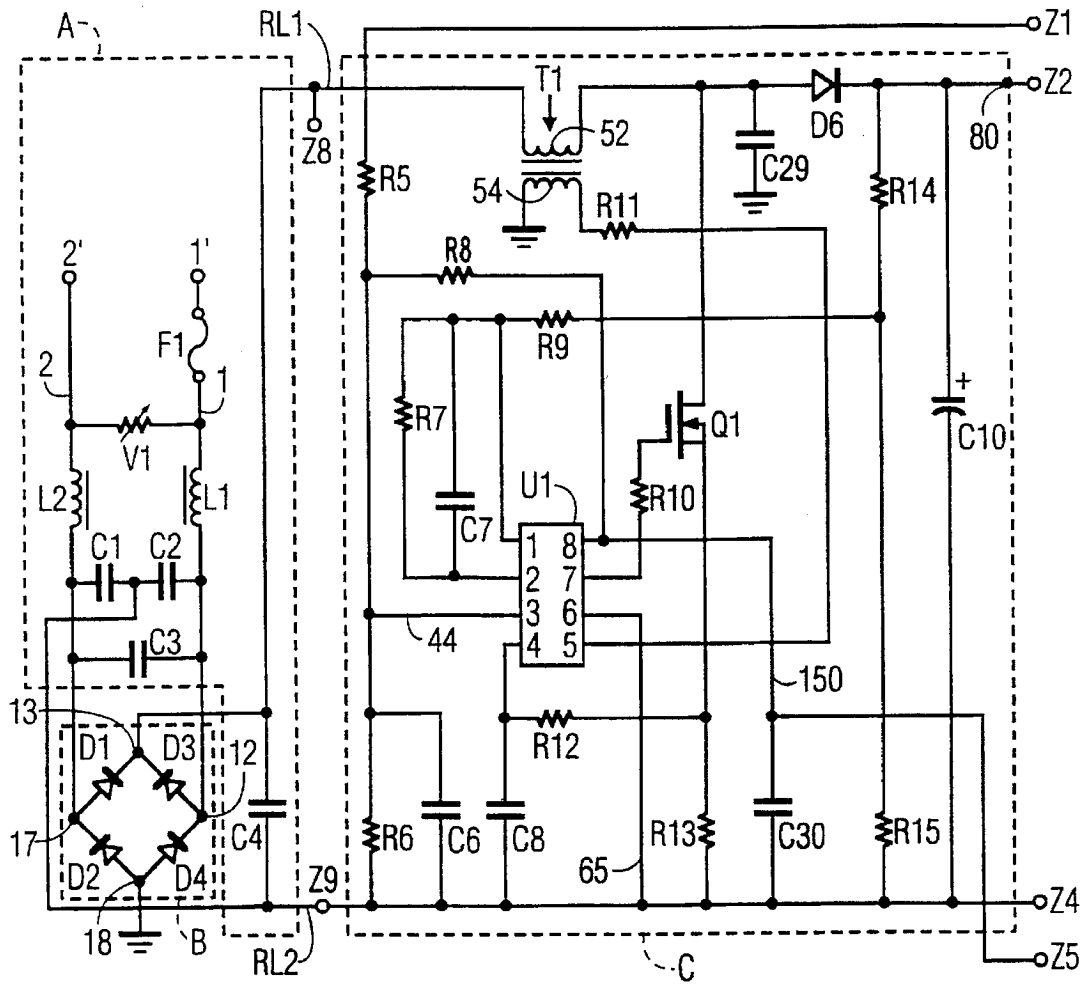 A
RL1
Z1
T1
Z2
52
D6
80
Z8
C29
R5
54
R11
R14
2'
1'
R8
F1
R9
2
1
R7
+
V1
Q1
C10
L2
L1
U1
R10
C7
C1
C2
1
8
2
7
3
6
44
4
5
C3
150
13
D1
D3
12
R12
17
C4
R6
C6
C8
R13
C30
R15
65
D2
D4
Z9
Z4
18
B
RL2
C
Z5